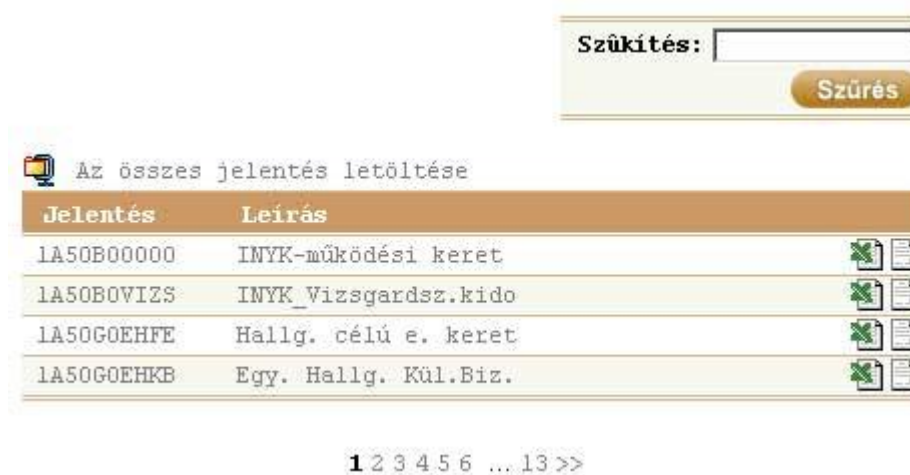 Szûkítés:
Szűrés
Az összes jelentés letöltése
Jelentés Leírás
1A50B00000 INYK-működési keret
1A50B0VIZS INYK_Vizsgardsz.kido
1A50G0EHFE Hallg. célú e. keret
1A50G0EHKB Egy. Hallg. Kül.Biz.
1 2 3 4 5 6 ... 13 >>